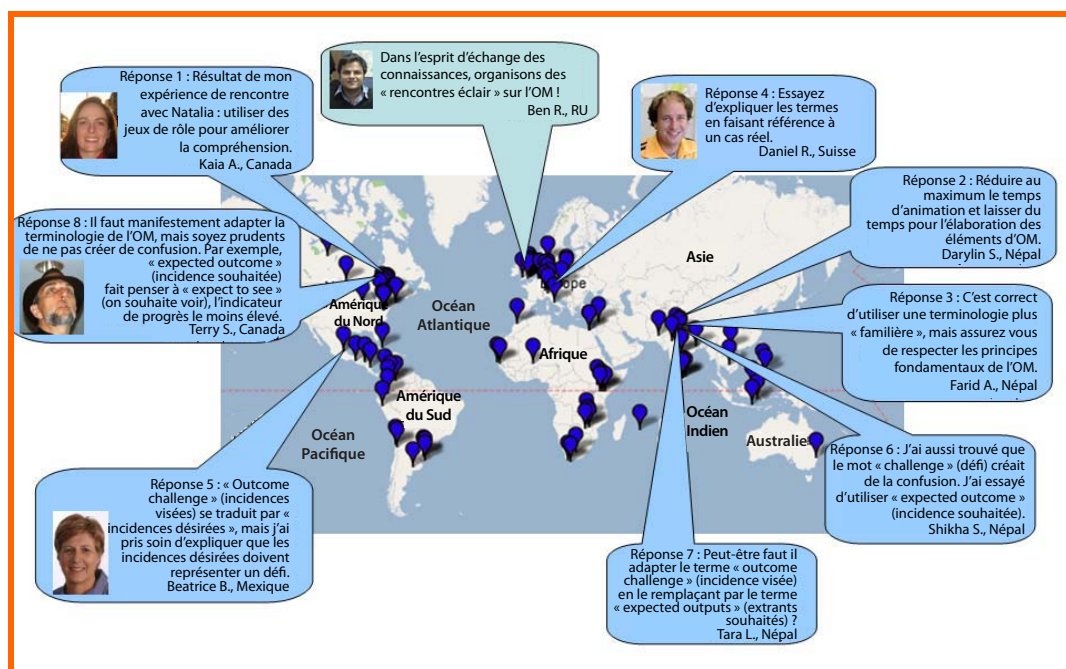 Dans l’esprit d’échange des
connaissances, organisons des
« rencontres éclair » sur l’OM !
Ben R., RU
Réponse 1 : Résultat de mon
expérience de rencontre
avec Natalia : utiliser des
jeux de rôle pour améliorer
la compréhension.
Kaia A., Canada
Réponse 4 : Essayez
d’expliquer les termes
en faisant référence à
un cas réel.
Daniel R., Suisse
Réponse 2 : Réduire au
maximum le temps
d’animation et laisser du
temps pour l’élaboration des
éléments d’OM.
Darylin S., Népal
Réponse 8 : Il faut manifestement adapter la
terminologie de l’OM, mais soyez prudents
de ne pas créer de confusion. Par exemple,
« expected outcome »
(incidence souhaitée)
fait penser à « expect to see »
(on souhaite voir), l’indicateur
de progrès le moins élevé.
Terry S., Canada
Réponse 3 : C’est correct
d’utiliser une terminologie plus
« familière », mais assurez vous
de respecter les principes
fondamentaux de l’OM.
Farid A., Népal
Asie
Europe
Amérique
du Nord
Océan
Atlantique
Afrique
Amérique
du Sud
Océan
Pacifique
Océan
Indien
Australie
Réponse 6 : J’ai aussi trouvé que
le mot « challenge » (défi) créait
de la confusion. J’ai essayé
d’utiliser « expected outcome »
(incidence souhaitée).
Shikha S., Népal
Réponse 5 : « Outcome
challenge » (incidences
visées) se traduit par «
incidences désirées », mais j’ai
pris soin d’expliquer que les
incidences désirées doivent
représenter un défi.
Beatrice B., Mexique
Réponse 7 : Peut-être faut il
adapter le terme « outcome
challenge » (incidence visée)
en le remplaçant par le terme
« expected outputs » (extrants
souhaités) ?
Tara L., Népal